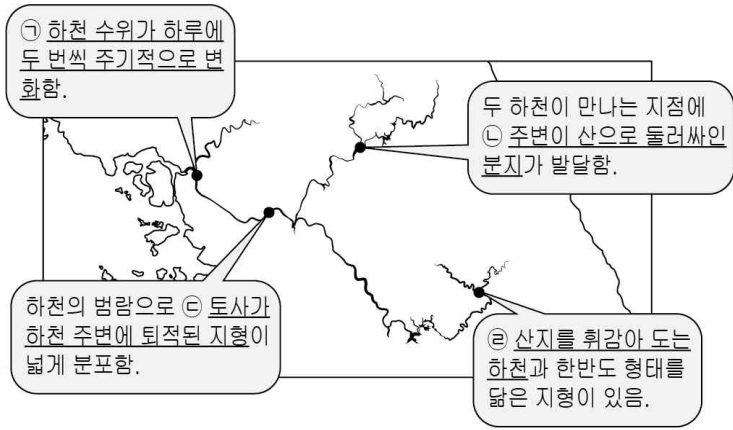 ㉠ 하천 수위가 하루에
두 번씩 주기적으로 변
화함.
두 하천이 만나는 지점에
㉡ 주변이 산으로 둘러싸인
분지가 발달함.
하천의 범람으로 ㉢ 토사가
하천 주변에 퇴적된 지형이
넓게 분포함.
㉣ 산지를 휘감아 도는
하천과 한반도 형태를
닮은 지형이 있음.